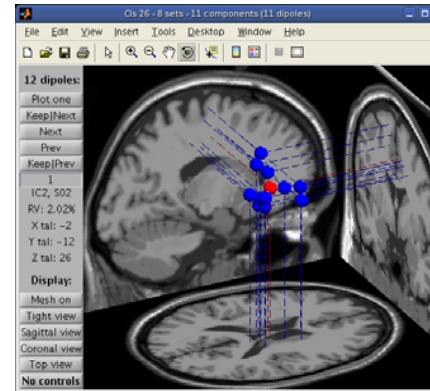 Cls 26 - 8 sets - 11 components (11 dipoles)
File Edit View Insert Tools Desktop Window Help
12 dipoles:
Plot one
Keep|Next
Next
Prev
Keep|Prev
1
IC2, S02
RV: 2.02%
X tal: -2
Y tal: -12
Z tal: 26
Display:
Mesh on
Tight view
Sagittal view
Coronal view
Top view
No controls